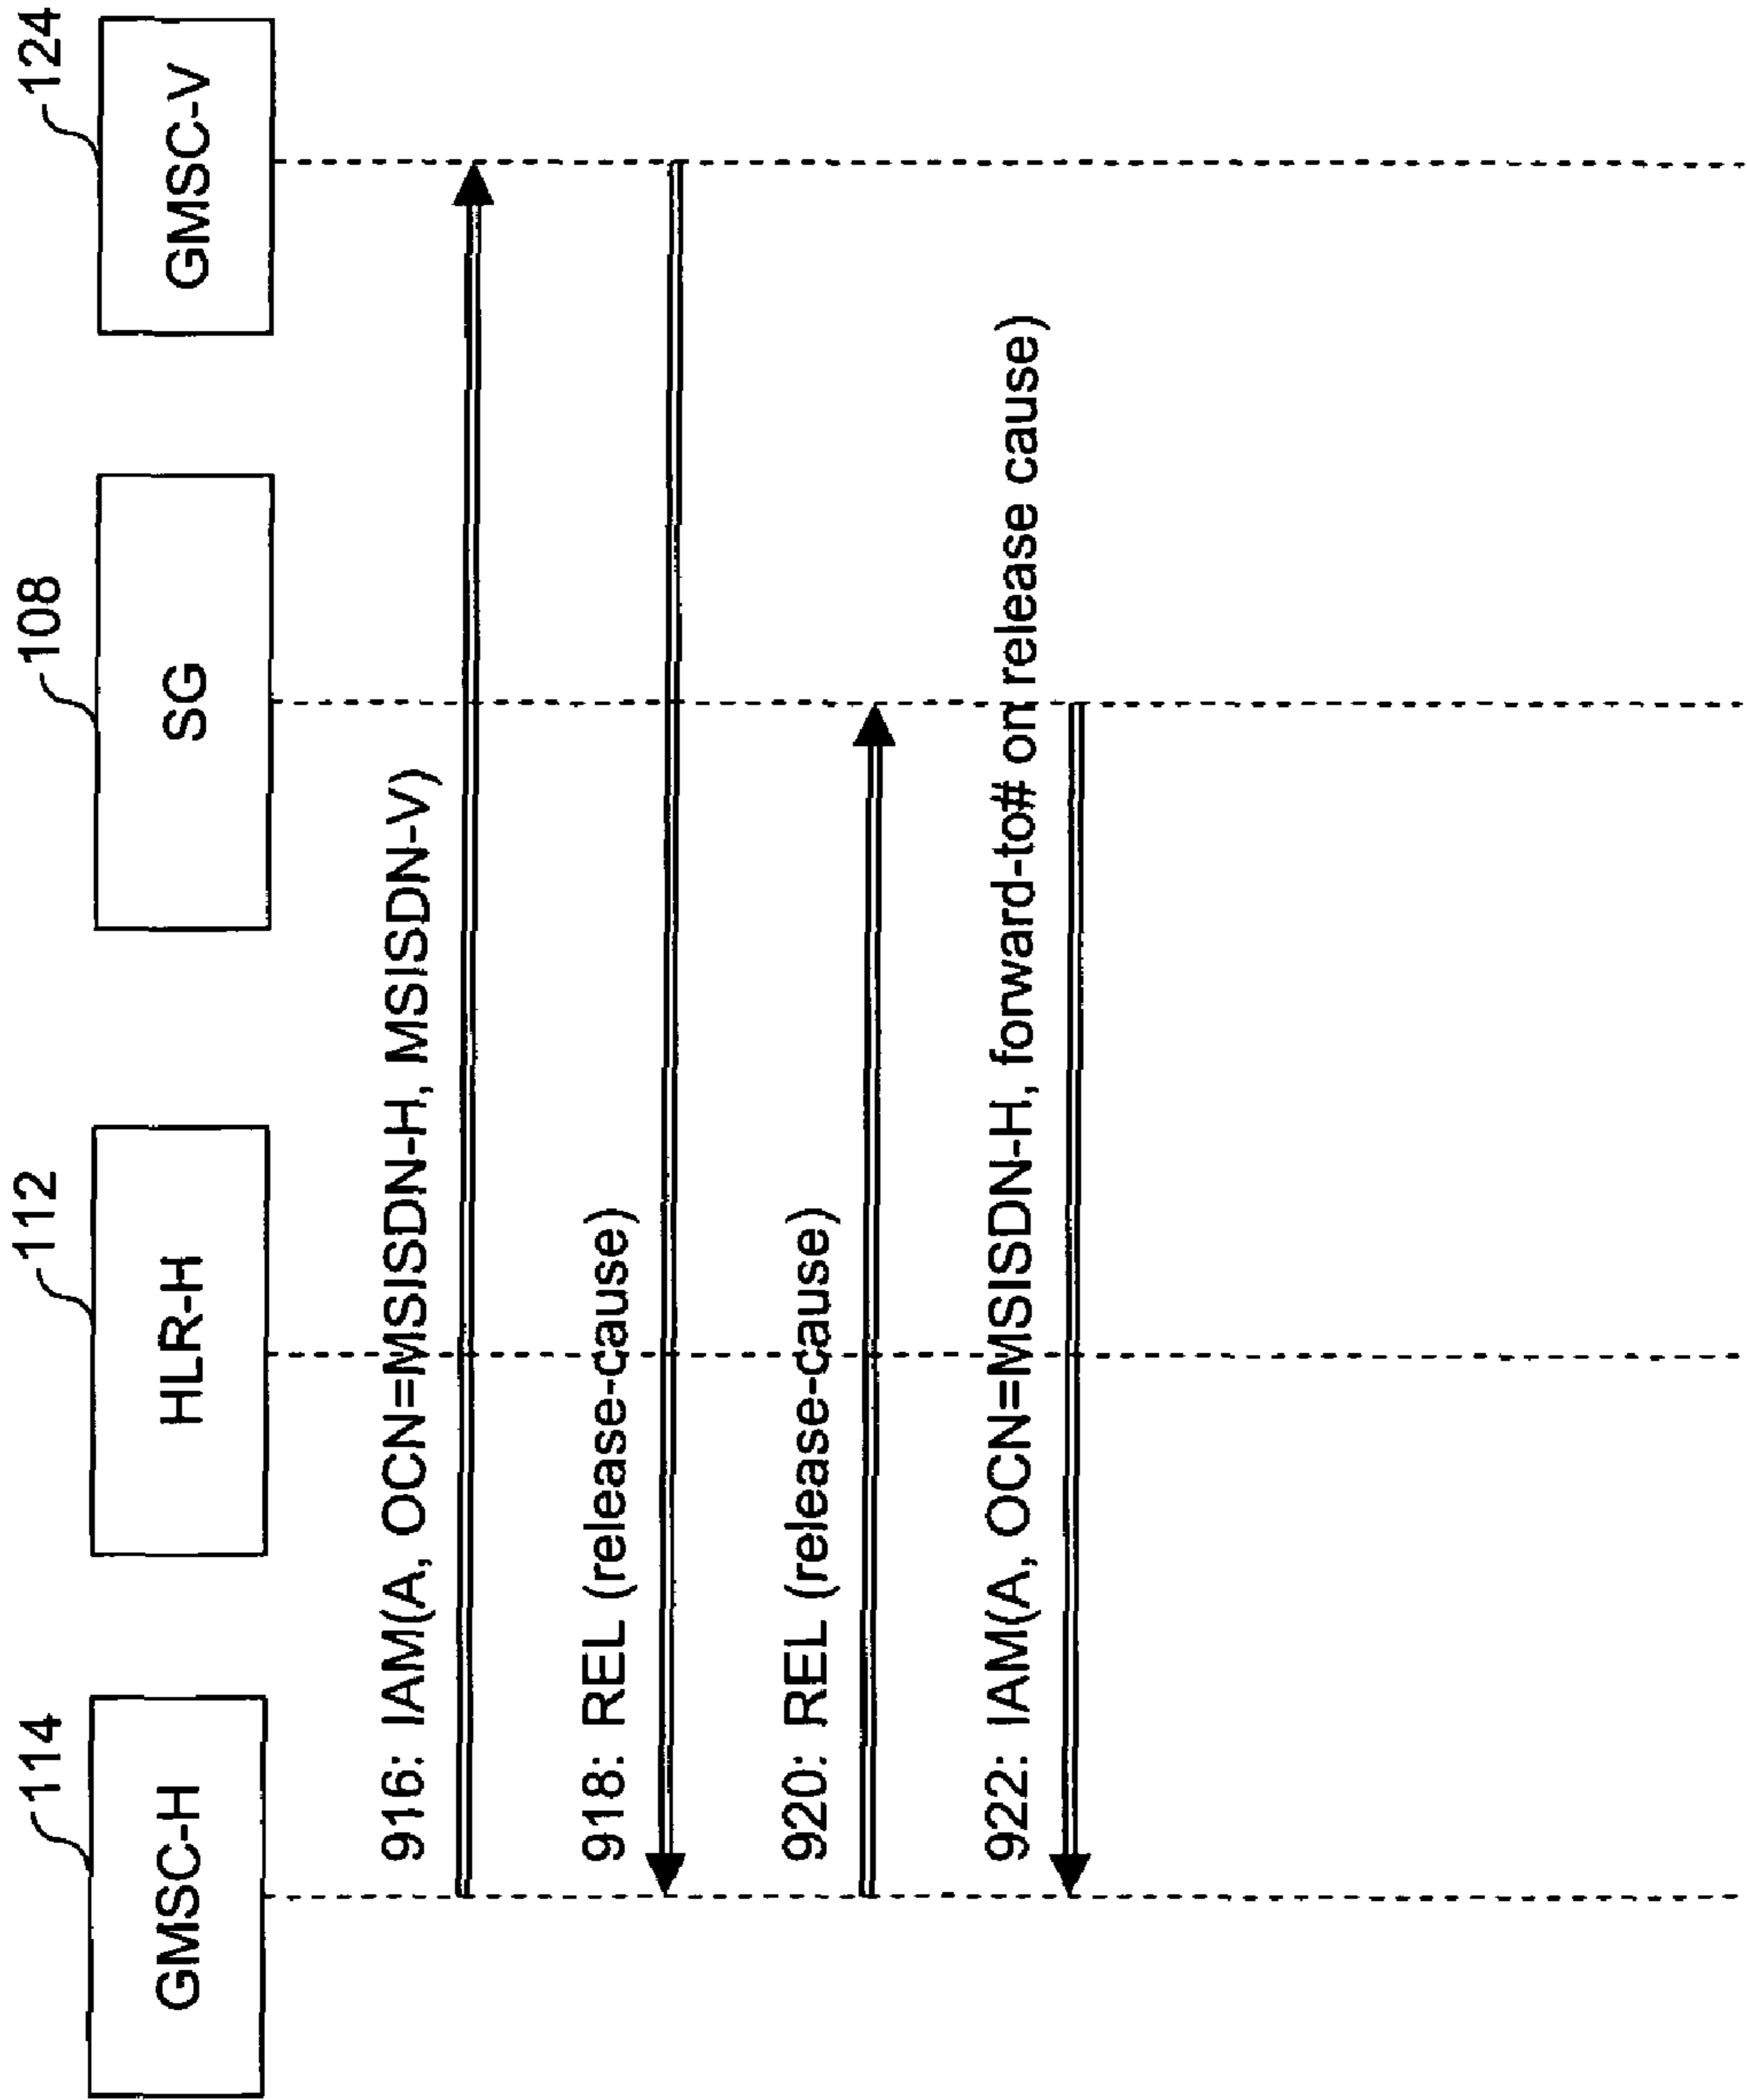 114
112
108
124
GMSC-H
HLR-H
SG
GMSC-V
916: IAM(A, OCN=MSISDN-H, MSISDN-V)
918: REL (release-cause)
920: REL (release-cause)
922: IAM(A, OCN=MSISDN-H, forward-to# on release cause)